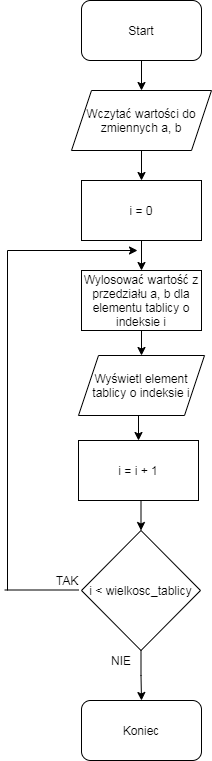 Start
Wczytać wartości do
zmiennych a, b
i = 0
Wylosować wartość z
przedziału a, b dla
elementu tablicy o
indeksie i
Wyświetl element
tablicy o indeksie i
i = i + 1
i < wielkosc_tablicy
TAK
NIE
Koniec